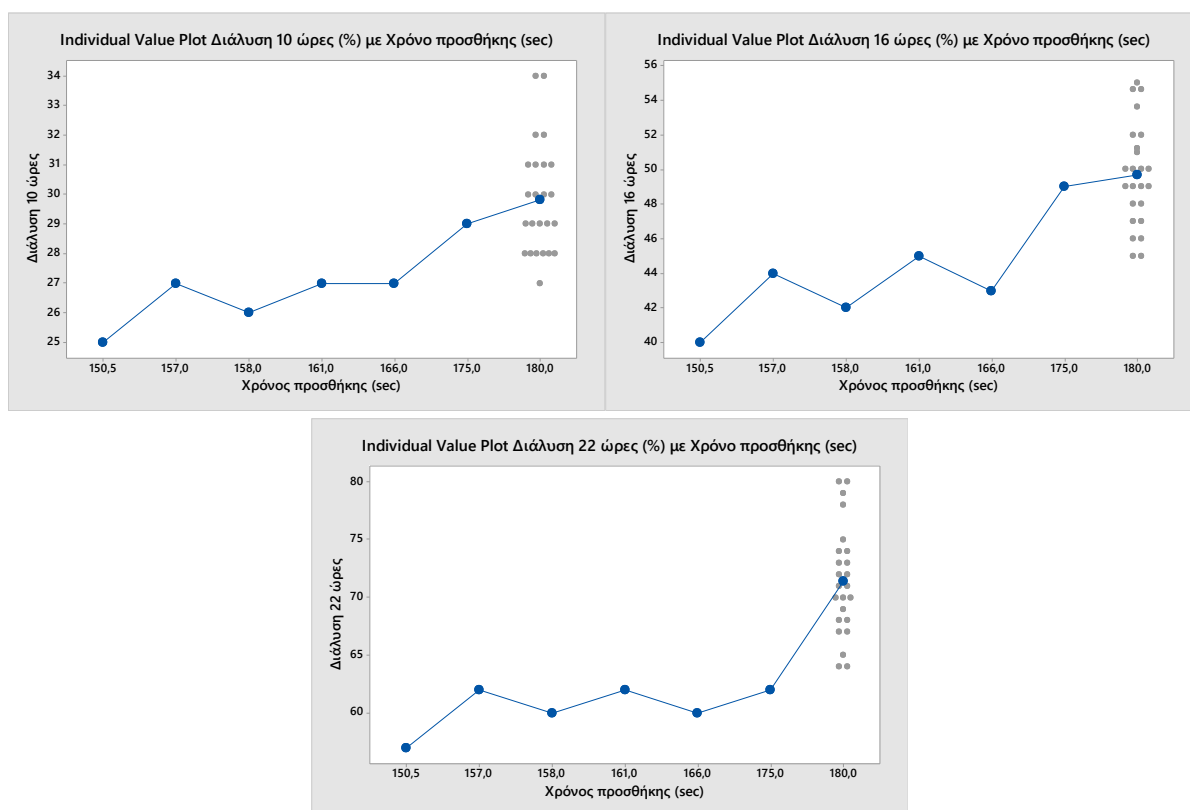 Individual Value Plot Διάλυση 10 ώρες (%) με Χρόνο προσθήκης (sec)
34
33
32
31
30
29
28
27
26
25
Διάλυση 10 ώρες
150,5 157,0 158,0 161,0 166,0 175,0 180,0
Χρόνος προσθήκης (sec)
Individual Value Plot Διάλυση 16 ώρες (%) με Χρόνο προσθήκης (sec)
56
54
52
50
48
46
44
42
40
Διάλυση 16 ώρες
150,5 157,0 158,0 161,0 166,0 175,0 180,0
Χρόνος προσθήκης (sec)
Individual Value Plot Διάλυση 22 ώρες (%) με Χρόνο προσθήκης (sec)
80
75
70
65
60
Διάλυση 22 ώρες
150,5 157,0 158,0 161,0 166,0 175,0 180,0
Χρόνος προσθήκης (sec)